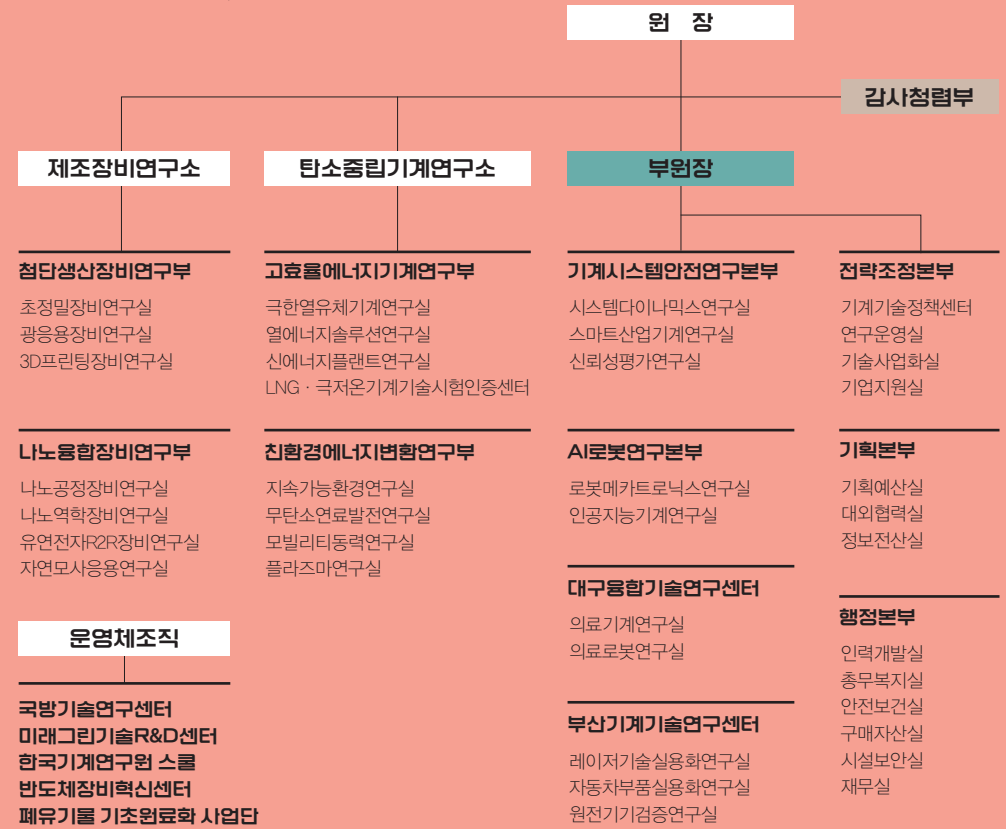 원 장
감사청렴부
제조장비연구소
첨단생산장비연구부
초정밀장비연구실
광응용장비연구실
3D프린팅장비연구실
나노융합장비연구부
나노공정장비연구실
나노역학장비연구실
유연전자R2R장비연구실
자연모사응용연구실
운영체조직
국방기술연구센터
미래그린기술R&D센터
한국기계연구원 스쿨
반도체장비혁신센터
폐유기물 기초원료화 사업단
탄소중립기계연구소
고효율에너지기계연구부
극한열유체기계연구실
열에너지솔루션연구실
신에너지플랜트연구실
LNG · 극저온기계기술시험인증센터
친환경에너지변환연구부
지속가능환경연구실
무탄소연료발전연구실
모빌리티동력연구실
플라즈마연구실
부원장
기계시스템안전연구본부
시스템다이나믹스연구실
스마트산업기계연구실
신뢰성평가연구실
AI로봇연구본부
로봇메카트로닉스연구실
인공지능기계연구실
대구융합기술연구센터
의료기계연구실
의료로봇연구실
부산기계기술연구센터
레이저기술실용화연구실
자동차부품실용화연구실
원전기기검증연구실
전략조정본부
기계기술정책센터
연구운영실
기술사업화실
기업지원실
기획본부
기획예산실
대외협력실
정보전산실
행정본부
인력개발실
총무복지실
안전보건실
구매자산실
시설보안실
재무실